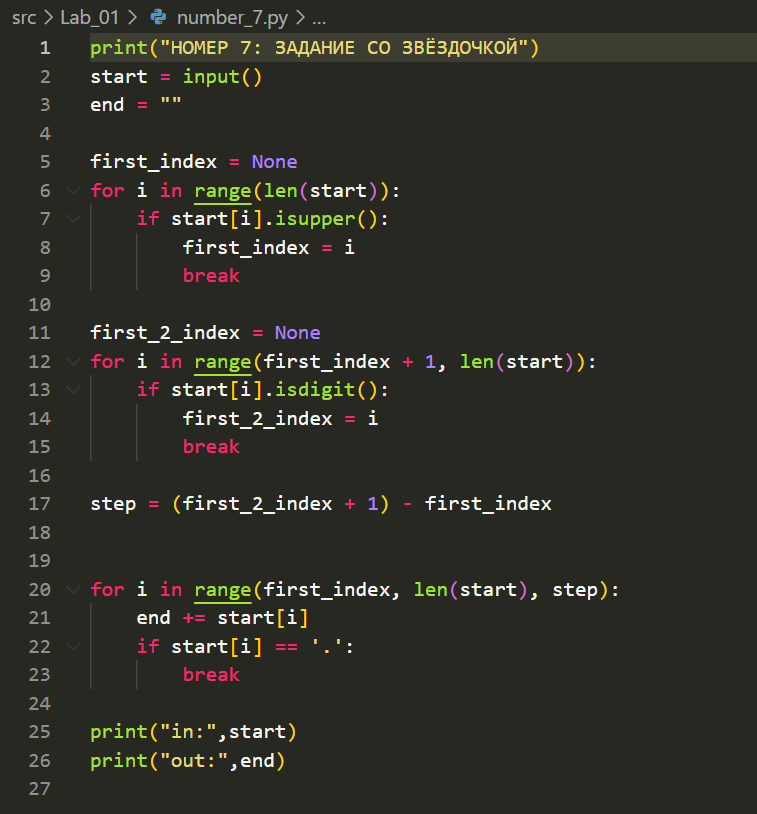 src > Lab_01 > number_7.py > ...
1 print("НОМЕР 7: ЗАДАНИЕ СО ЗВЁЗДОЧКОЙ")
2 start = input()
3 end = ""
4
5 first_index = None
6 for i in range(len(start)):
7     if start[i].isupper():
8         first_index = i
9         break
10
11 first_2_index = None
12 for i in range(first_index + 1, len(start)):
13     if start[i].isdigit():
14         first_2_index = i
15         break
16
17 step = (first_2_index + 1) - first_index
18
19
20 for i in range(first_index, len(start), step):
21     end += start[i]
22     if start[i] == '.':
23         break
24
25 print("in:",start)
26 print("out:",end)
27